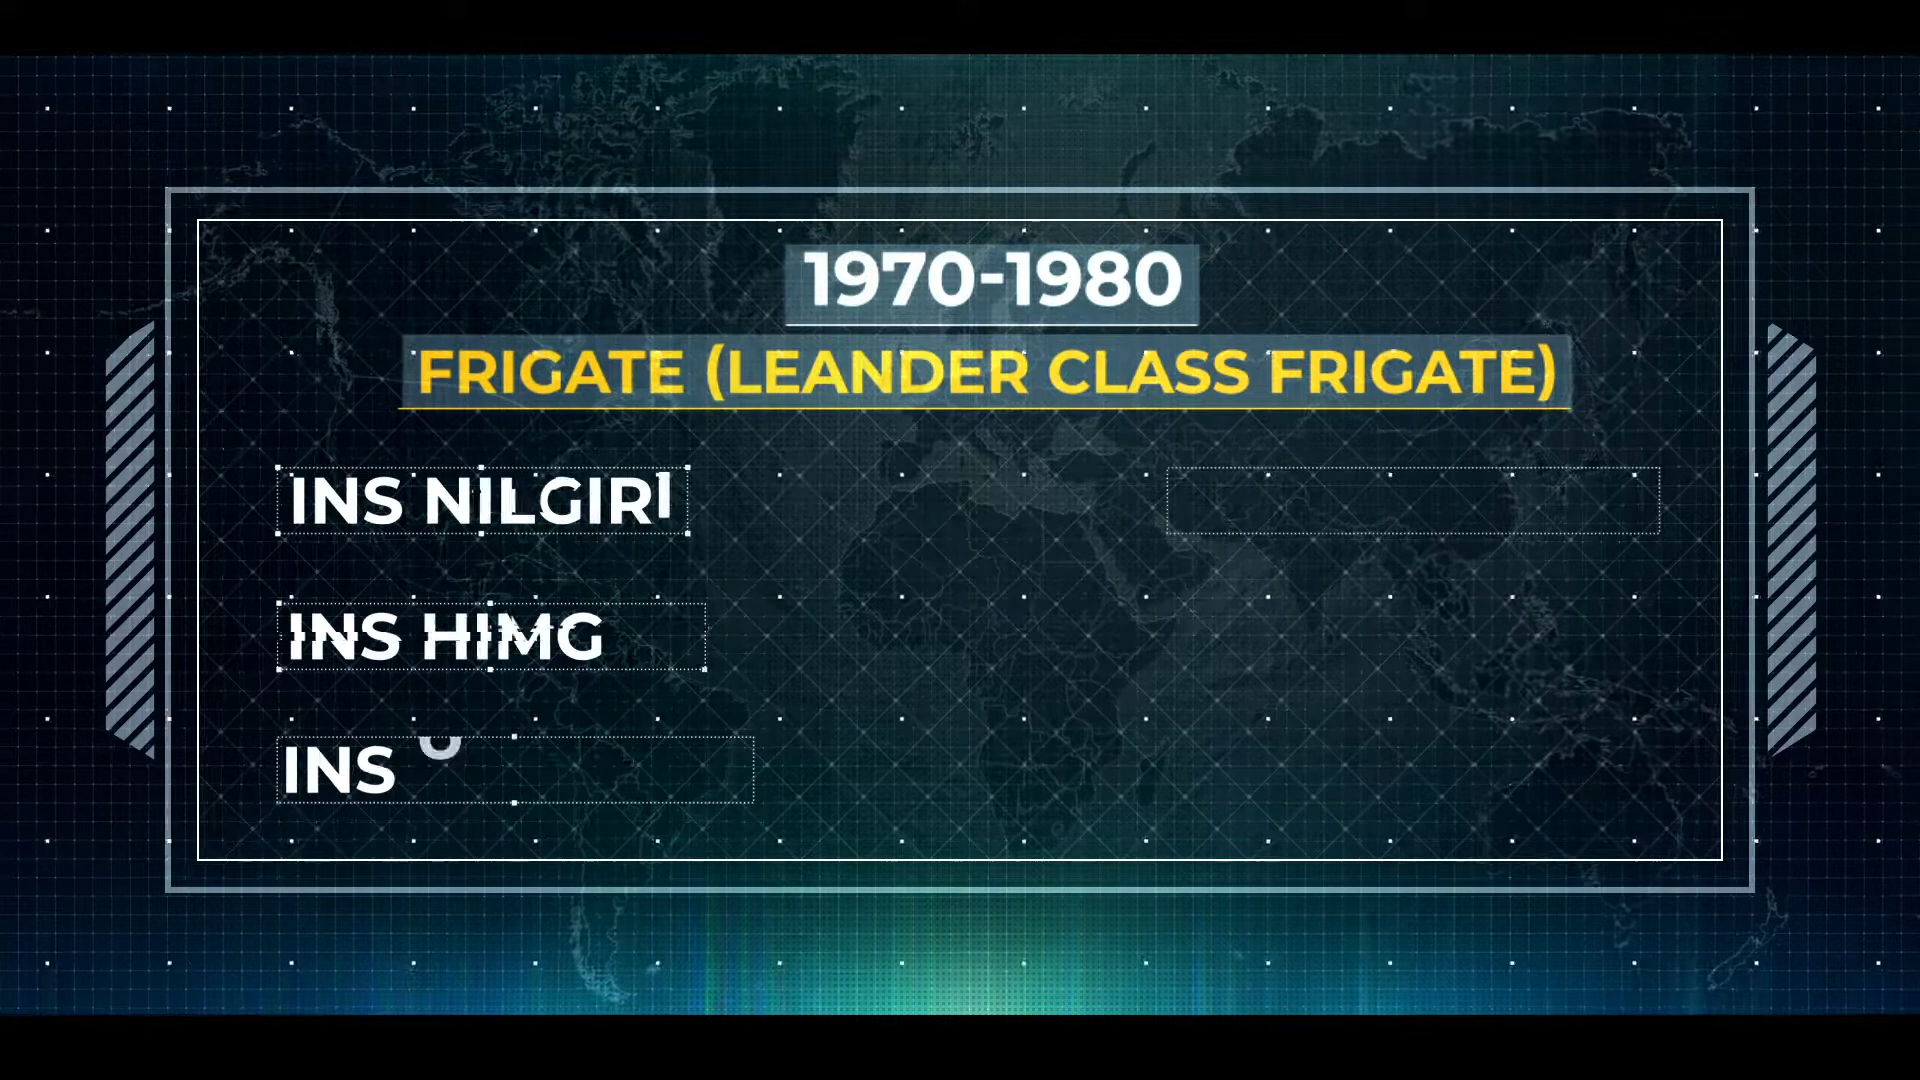 1970-1980
FRIGATE (LEANDER CLASS FRIGATE)
INS NILGIRI
INS HIMG
INS